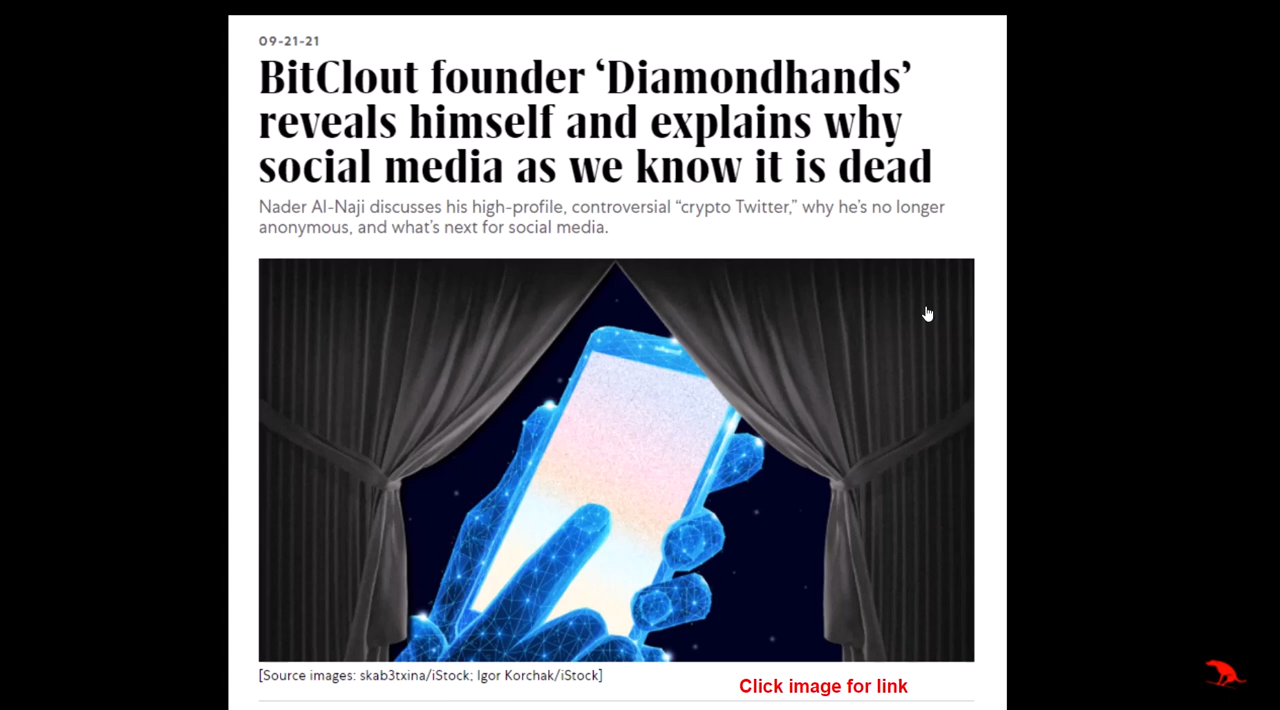 09-21-21
BitClout founder ‘Diamondhands’
reveals himself and explains why
social media as we know it is dead
Nader Al-Naji discusses his high-profile, controversial “crypto Twitter,” why he’s no longer
anonymous, and what’s next for social media.
[Source images: skab3txina/iStock; Igor Korchak/iStock]
Click image for link